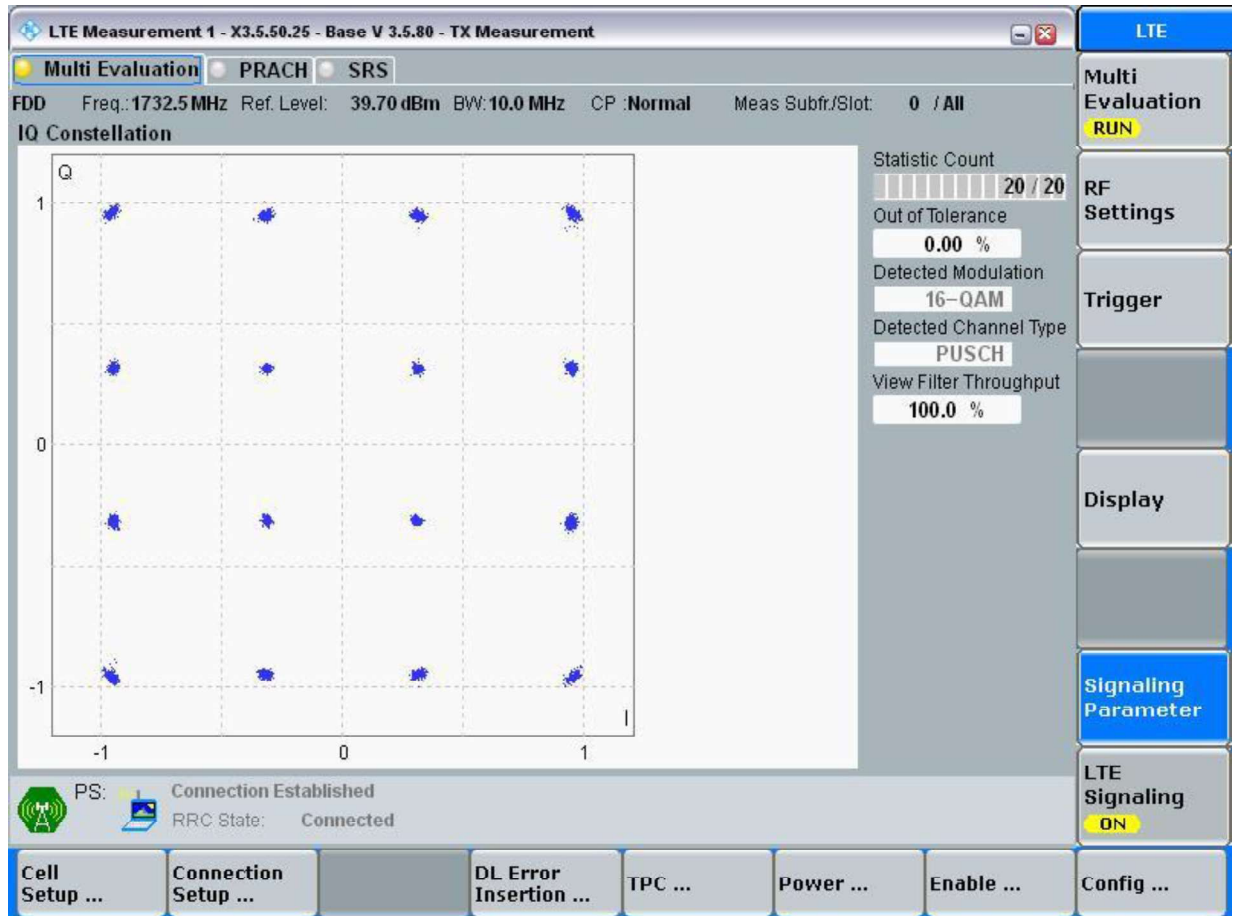 LTE Measurement 1 - X3.5.50.25 - Base V 3.5.80 - TX Measurement
LTE
Multi Evaluation PRACH SRS
FDD Freq.: 1732.5 MHz Ref. Level: 39.70 dBm BW: 10.0 MHz CP : Normal Meas Subfr./Slot: 0 / All
IQ Constellation
Q
1
0
-1
I
-1 0 1
Statistic Count
20 / 20
Out of Tolerance
0.00 %
Detected Modulation
16-QAM
Detected Channel Type
PUSCH
View Filter Throughput
100.0 %
Multi
Evaluation
RUN
RF
Settings
Trigger
Display
Signaling
Parameter
LTE
Signaling
ON
PS: Connection Established
RRC State: Connected
Cell
Setup ...
Connection
Setup ...
DL Error
Insertion ...
TPC ...
Power ...
Enable ...
Config ...